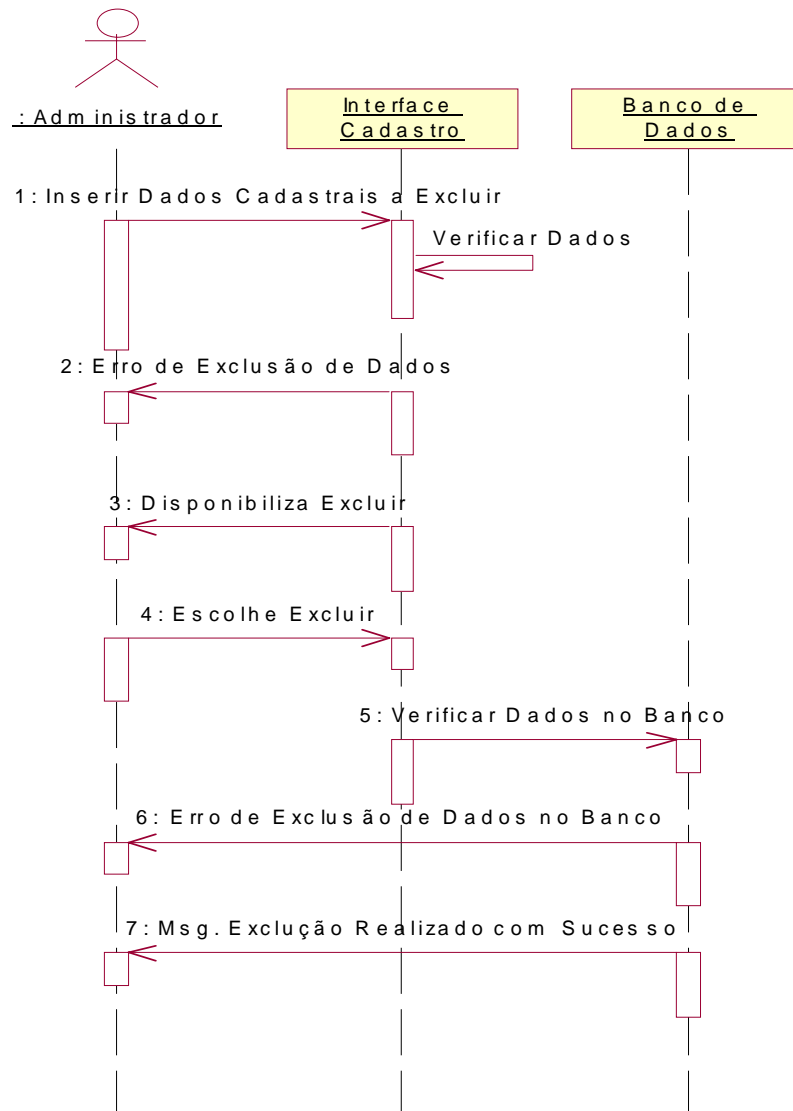 : Administrador
Interface
Cadastro
Banco de
Dados
1: Inserir Dados Cadastrais a Excluir
Verificar Dados
2: Erro de Exclusão de Dados
3: Disponibiliza Excluir
4: Escolhe Excluir
5: Verificar Dados no Banco
6: Erro de Exclusão de Dados no Banco
7: Msg. Exclução Realizado com Sucesso